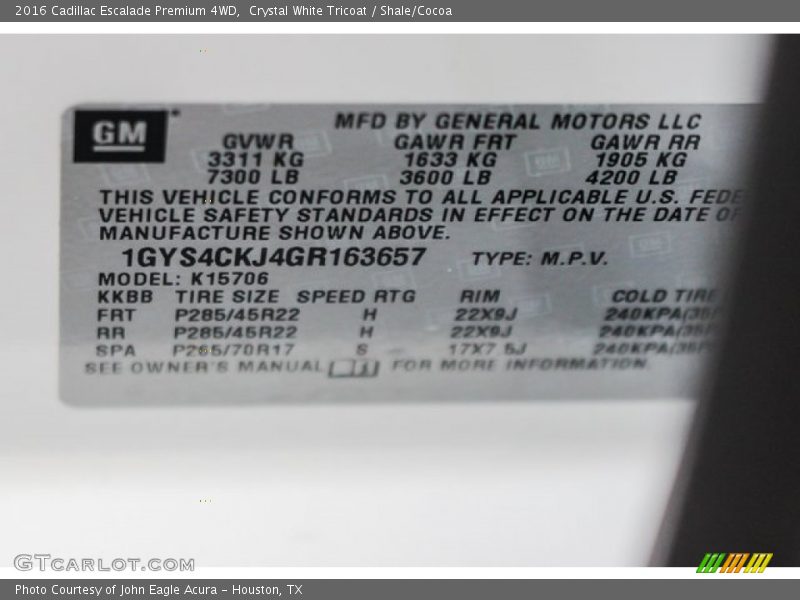 2016 Cadillac Escalade Premium 4WD,  Crystal White Tricoat / Shale/Cocoa
GM
MFD BY GENERAL MOTORS LLC
GVWR GAWR FRT GAWR RR
3311 KG 1633 KG 1905 KG
7300 LB 3600 LB 4200 LB
THIS VEHICLE CONFORMS TO ALL APPLICABLE U.S. FEDE
VEHICLE SAFETY STANDARDS IN EFFECT ON THE DATE OF
MANUFACTURE SHOWN ABOVE.
1GYS4CKJ4GR163657 TYPE: M.P.V.
MODEL: K15706
KKBB TIRE SIZE SPEED RTG RIM COLD TIRE
FRT P285/45R22 H 22X9J 240KPA(35P
RR P285/45R22 H 22X9J 240KPA(35P
SPA P265/70R17 S 17X7.5J 240KPA(35P
SEE OWNER'S MANUAL FOR MORE INFORMATION.
GTCARLOT.COM
Photo Courtesy of John Eagle Acura - Houston, TX